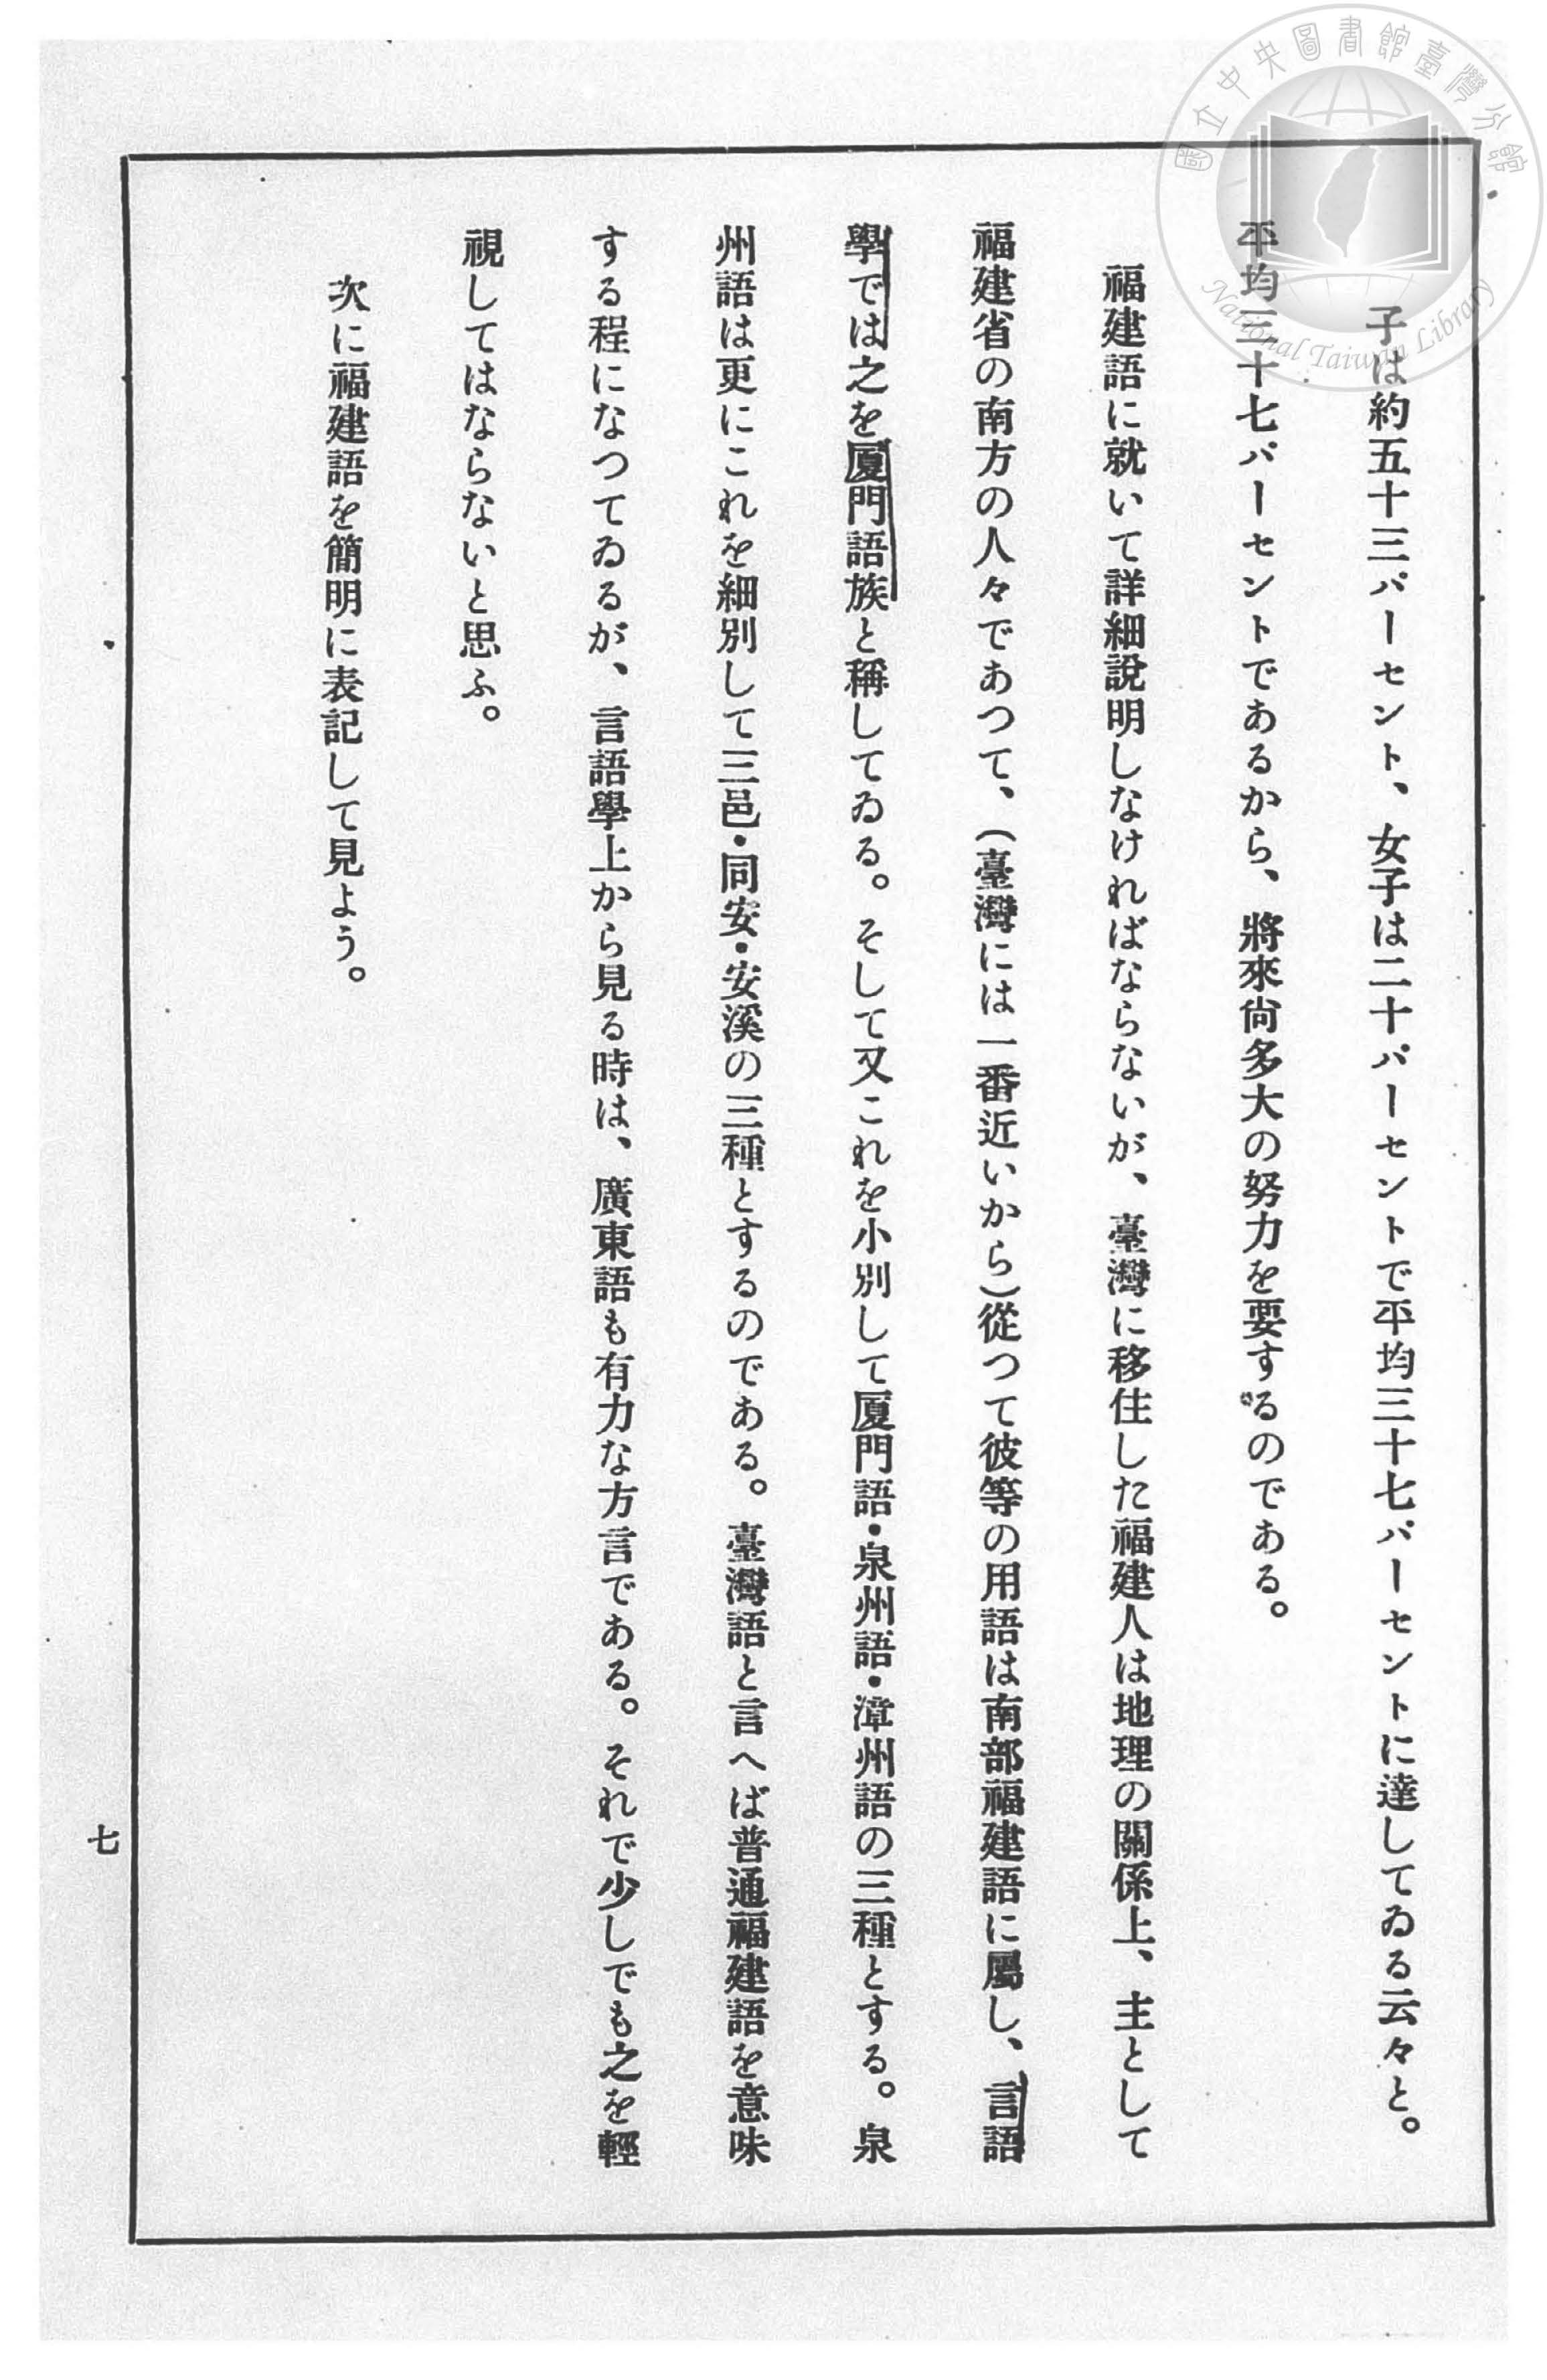 國立中央圖書館臺灣分館
National Taiwan Library
子は約五十三パーセント、女子は二十パーセントで平均三十七パーセントに達してゐる云々と。
平均三十七パーセントであるから、將來尙多大の努力を要するのである。
福建語に就いて詳細說明しなければならないが、臺灣に移住した福建人は地理の關係上、主として
福建省の南方の人々であつて、(臺灣には一番近いから)從つて彼等の用語は南部福建語に屬し、言語
學では之を厦門語族と稱してゐる。そして又これを小別して厦門語・泉州語・漳州語の三種とする。泉
州語は更にこれを細別して三邑・同安・安溪の三種とするのである。臺灣語と言へば普通福建語を意味
する程になつてゐるが、言語學上から見る時は、廣東語も有力な方言である。それで少しでも之を輕
視してはならないと思ふ。
次に福建語を簡明に表記して見よう。
七